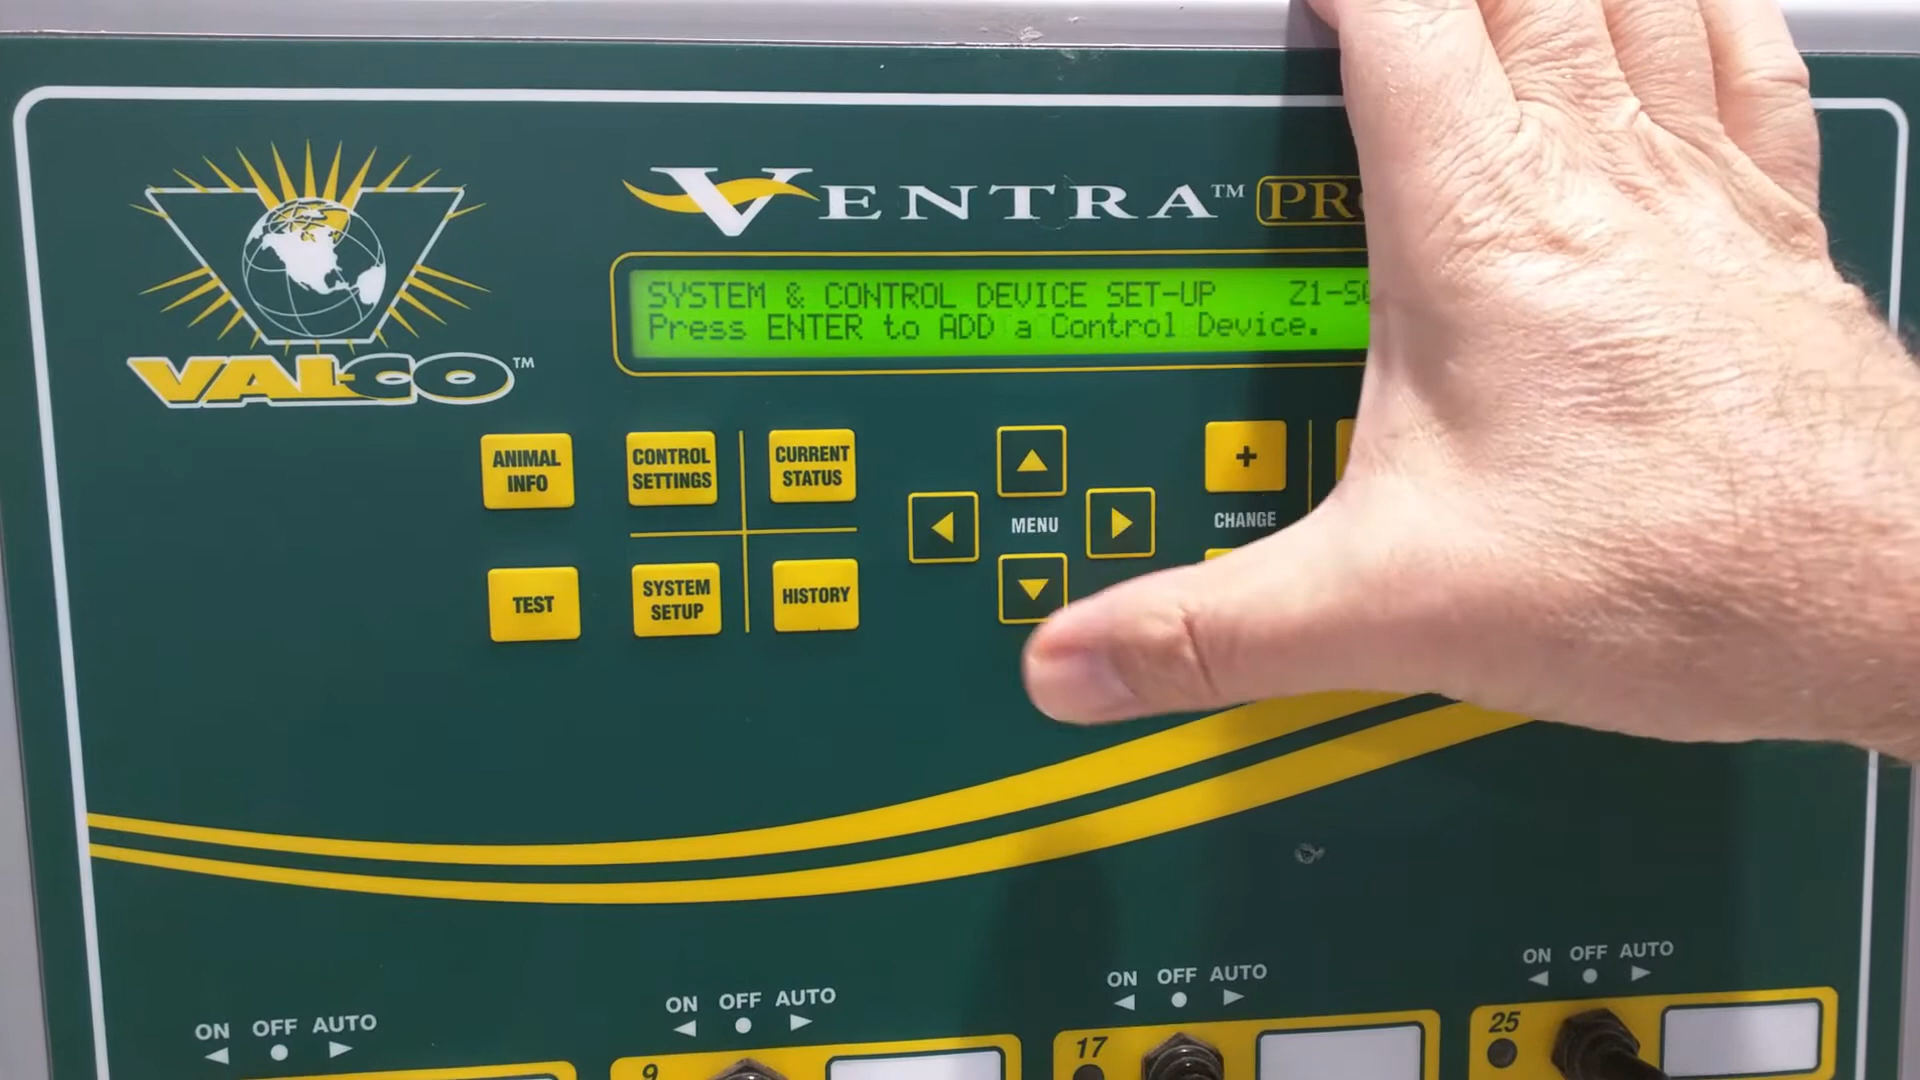 VENTRA™
VAL-CO™
SYSTEM & CONTROL DEVICE SET-UP
Press ENTER to ADD a Control Device.
ANIMAL
INFO
CONTROL
SETTINGS
CURRENT
STATUS
+
MENU
CHANGE
TEST
SYSTEM
SETUP
HISTORY
ON OFF AUTO
ON OFF AUTO
ON OFF AUTO
ON OFF AUTO
9
17
25